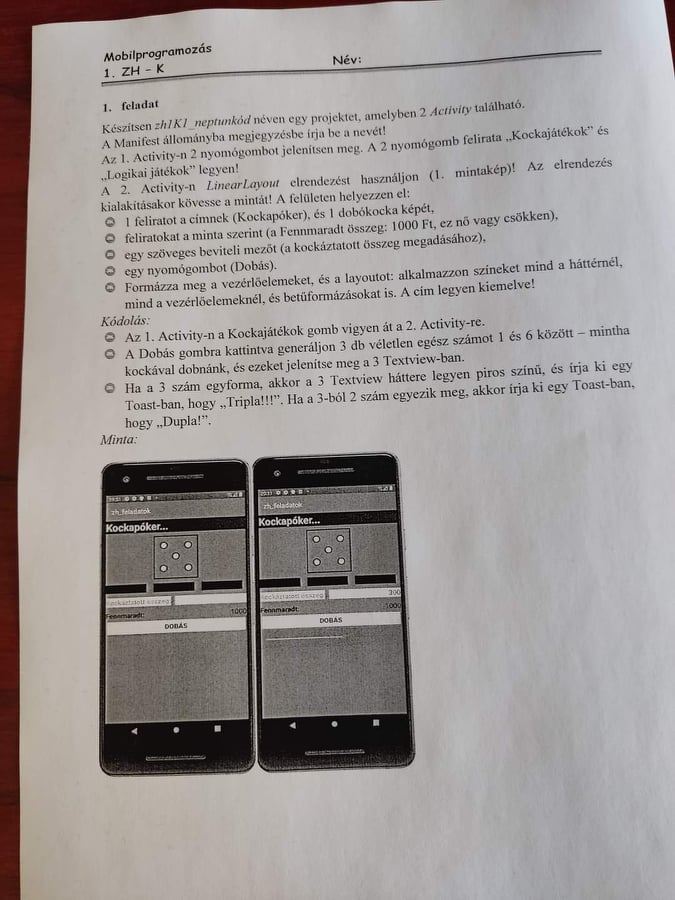 Mobilprogramozás
1. ZH – K
Név:
1. feladat
Készítsen zh1K1_neptunkód néven egy projektet, amelyben 2 Activity található.
A Manifest állományba megjegyzésbe írja be a nevét!
Az 1. Activity-n 2 nyomógombot jelenítsen meg. A 2 nyomógomb felirata „Kockajátékok” és
„Logikai játékok” legyen!
A 2. Activity-n LinearLayout elrendezést használjon (1. mintakép)! Az elrendezés
kialakításakor kövesse a mintát! A felületen helyezzen el:
1 feliratot a címnek (Kockapóker), és 1 dobókocka képét,
feliratokat a minta szerint (a Fennmaradt összeg: 1000 Ft, ez nő vagy csökken),
egy szöveges beviteli mezőt (a kockáztatott összeg megadásához),
egy nyomógombot (Dobás).
Formázza meg a vezérlőelemeket, és a layoutot: alkalmazzon színeket mind a háttérnél,
mind a vezérlőelemeknél, és betűformázásokat is. A cím legyen kiemelve!
Kódolás:
Az 1. Activity-n a Kockajátékok gomb vigyen át a 2. Activity-re.
A Dobás gombra kattintva generáljon 3 db véletlen egész számot 1 és 6 között – mintha
kockával dobnánk, és ezeket jelenítse meg a 3 Textview-ban.
Ha a 3 szám egyforma, akkor a 3 Textview háttere legyen piros színű, és írja ki egy
Toast-ban, hogy „Tripla!!!”. Ha a 3-ból 2 szám egyezik meg, akkor írja ki egy Toast-ban,
hogy „Dupla!”.
Minta:
zh_feladatok
Kockapóker...
kockáztatott összeg
Fennmaradt: 1000
DOBÁS
zh_feladatok
Kockapóker...
kockáztatott összeg 300
Fennmaradt: 1000
DOBÁS